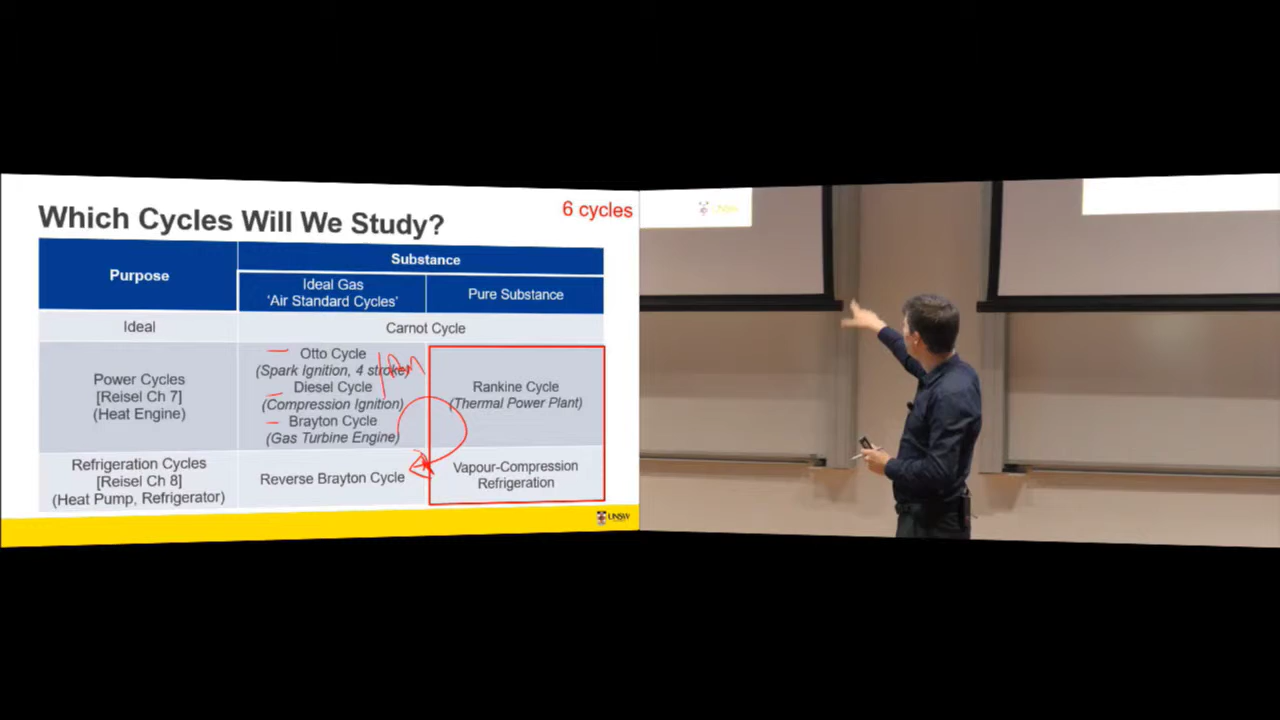 Which Cycles Will We Study?
6 cycles
Purpose
Substance
Ideal Gas
'Air Standard Cycles'
Pure Substance
Ideal
Carnot Cycle
Power Cycles
[Reisel Ch 7]
(Heat Engine)
Otto Cycle
(Spark Ignition, 4 stroke)
Diesel Cycle
(Compression Ignition)
Brayton Cycle
(Gas Turbine Engine)
Rankine Cycle
(Thermal Power Plant)
Refrigeration Cycles
[Reisel Ch 8]
(Heat Pump, Refrigerator)
Reverse Brayton Cycle
Vapour-Compression
Refrigeration
UNSW
UNSW